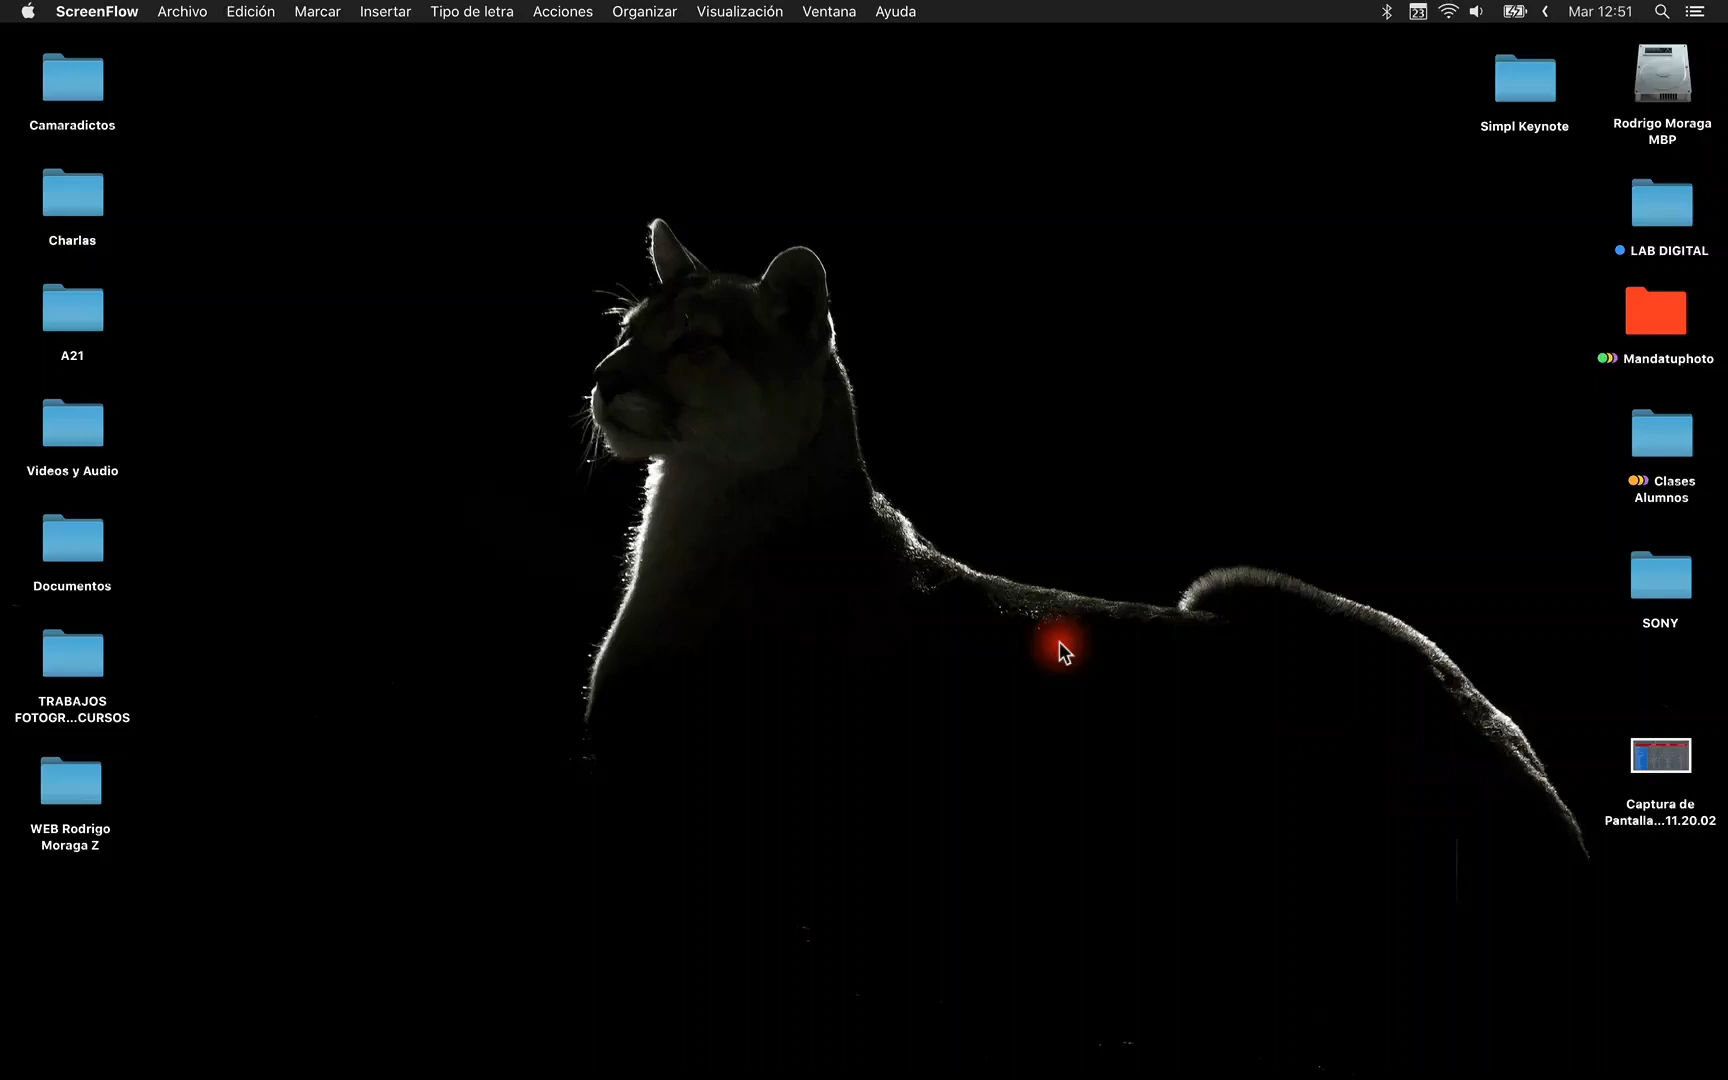 ScreenFlow Archivo Edición Marcar Insertar Tipo de letra Acciones Organizar Visualización Ventana Ayuda 23 Mar 12:51
Camaradictos
Charlas
A21
Videos y Audio
Documentos
TRABAJOS
FOTOGR...CURSOS
WEB Rodrigo
Moraga Z
Simpl Keynote
Rodrigo Moraga
MBP
LAB DIGITAL
Mandatuphoto
Clases
Alumnos
SONY
Captura de
Pantalla...11.20.02